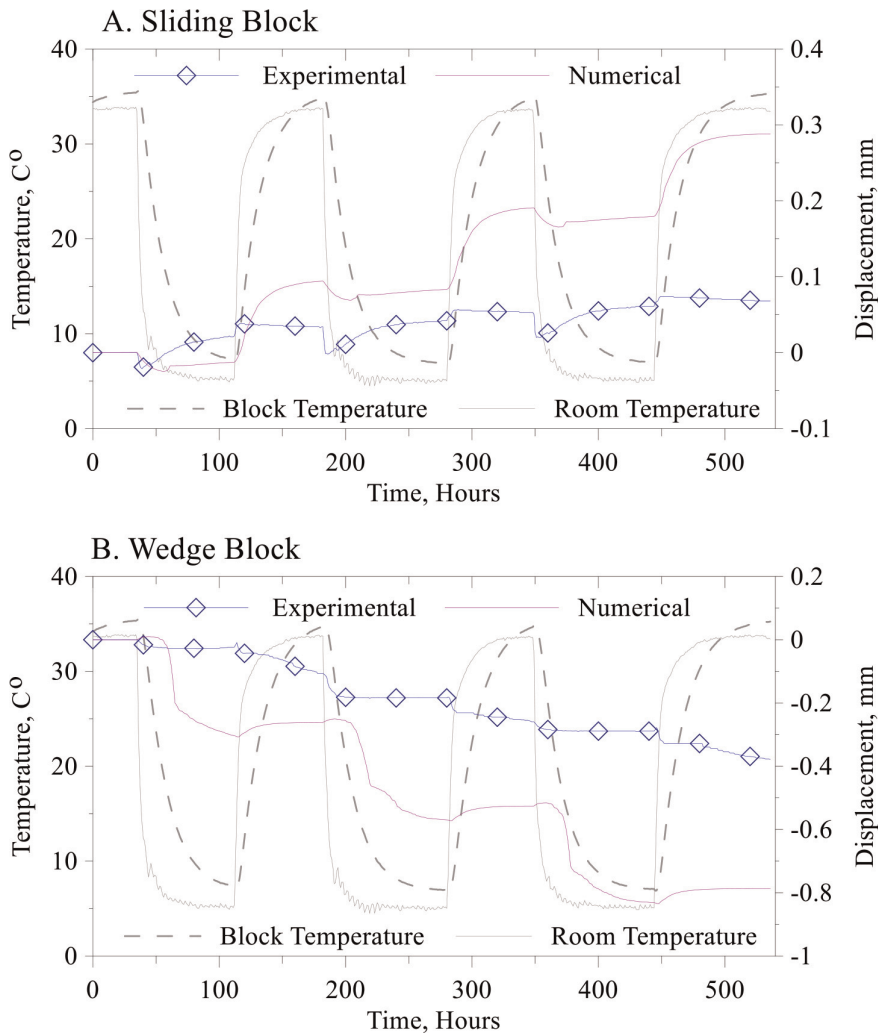 A. Sliding Block
Experimental Numerical
Block Temperature Room Temperature
Temperature, C⁰
40
30
20
10
0
Displacement, mm
0.4
0.3
0.2
0.1
0
-0.1
0 100 200 300 400 500
Time, Hours
B. Wedge Block
Experimental Numerical
Block Temperature Room Temperature
Temperature, C⁰
40
30
20
10
0
Displacement, mm
0.2
0
-0.2
-0.4
-0.6
-0.8
-1
0 100 200 300 400 500
Time, Hours